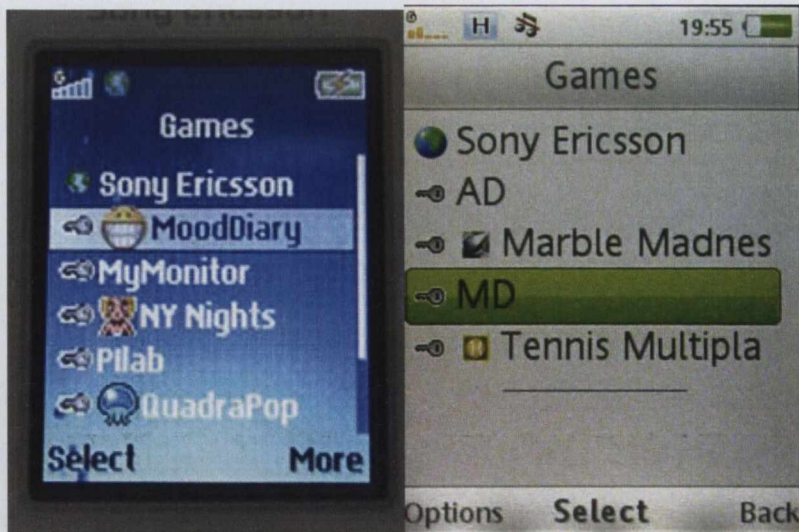 Sony Ericsson
Games
Sony Ericsson
MoodDiary
MyMonitor
NY Nights
PIlab
QuadraPop
Select More
H 19:55
Games
Sony Ericsson
AD
Marble Madnes
MD
Tennis Multipla
Options Select Back